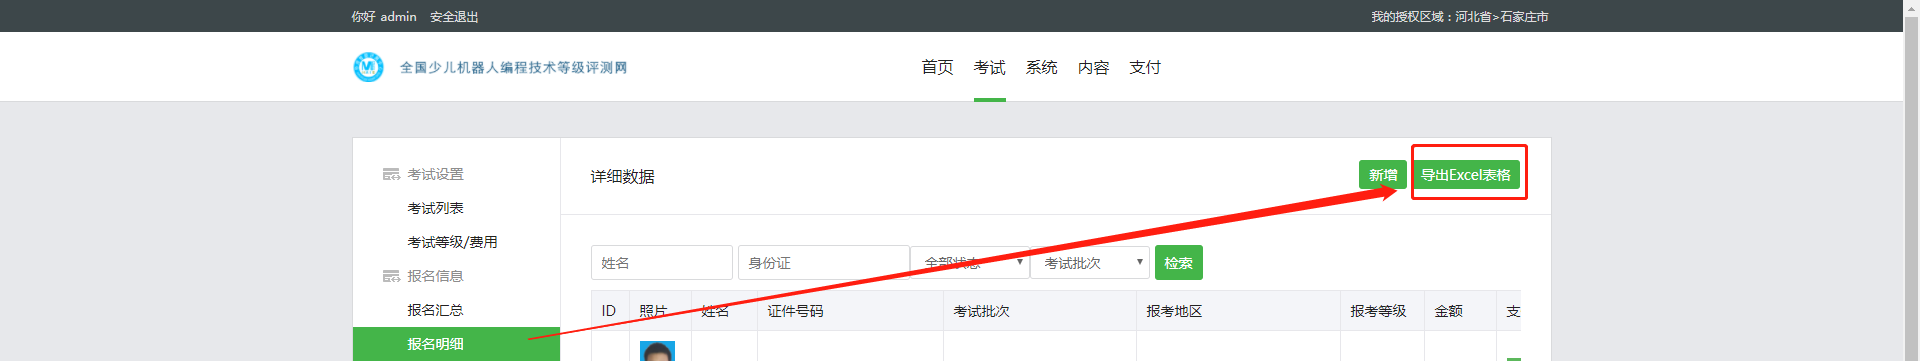 你好 admin 安全退出 我的授权区域：河北省>石家庄市
全国少儿机器人编程技术等级评测网 首页 考试 系统 内容 支付
考试设置
考试列表
考试等级/费用
报名信息
报名汇总
报名明细
详细数据 新增 导出Excel表格
姓名 身份证 全部状态 考试批次 检索
ID 照片 姓名 证件号码 考试批次 报考地区 报考等级 金额 支